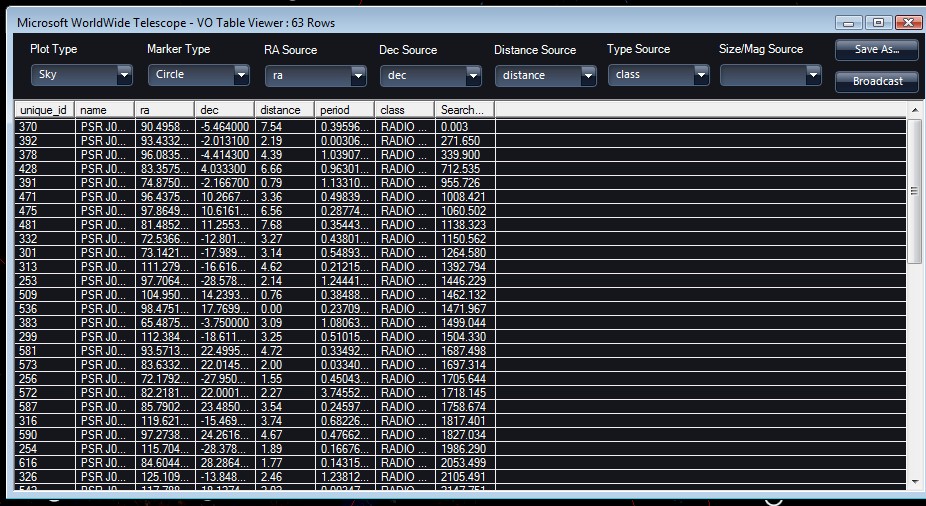 Microsoft WorldWide Telescope - VO Table Viewer : 63 Rows
Plot Type Marker Type RA Source Dec Source Distance Source Type Source Size/Mag Source Save As...
Sky Circle ra dec distance class Broadcast
unique_id name ra dec distance period class Search...
370 PSR J0... 90.4958... -5.464000 7.54 0.39596... RADIO ... 0.003
392 PSR J0... 93.4332... -2.013100 2.19 0.00306... RADIO ... 271.650
378 PSR J0... 96.0835... -4.414300 4.39 1.03907... RADIO ... 339.900
428 PSR J0... 83.3575... 4.033300 6.66 0.96301... RADIO ... 712.535
391 PSR J0... 74.8750... -2.166700 0.79 1.13310... RADIO ... 955.726
471 PSR J0... 96.4375... 10.2667... 3.36 0.49839... RADIO ... 1008.421
475 PSR J0... 97.8649... 10.6161... 6.56 0.28774... RADIO ... 1060.502
481 PSR J0... 81.4852... 11.2553... 7.68 0.35443... RADIO ... 1138.323
332 PSR J0... 72.5366... -12.801... 3.27 0.43801... RADIO ... 1150.562
301 PSR J0... 73.1421... -17.989... 3.14 0.54893... RADIO ... 1264.580
313 PSR J0... 111.279... -16.616... 4.62 0.21215... RADIO ... 1392.794
253 PSR J0... 97.7064... -28.578... 2.14 1.24441... RADIO ... 1446.229
509 PSR J0... 104.950... 14.2393... 0.76 0.38488... RADIO ... 1462.132
536 PSR J0... 98.4751... 17.7699... 0.00 0.23709... RADIO ... 1471.967
383 PSR J0... 65.4875... -3.750000 3.09 1.08063... RADIO ... 1499.044
299 PSR J0... 112.384... -18.611... 3.25 0.51015... RADIO ... 1504.330
581 PSR J0... 93.5713... 22.4995... 4.72 0.33492... RADIO ... 1687.498
573 PSR J0... 83.6332... 22.0145... 2.00 0.03340... RADIO ... 1697.314
256 PSR J0... 72.1792... -27.950... 1.55 0.45043... RADIO ... 1705.644
572 PSR J0... 82.2181... 22.0001... 2.27 3.74552... RADIO ... 1718.145
587 PSR J0... 85.7902... 23.4850... 3.54 0.24597... RADIO ... 1758.674
316 PSR J0... 119.621... -15.469... 3.74 0.68226... RADIO ... 1817.401
590 PSR J0... 97.2738... 24.2616... 4.67 0.47662... RADIO ... 1827.034
254 PSR J0... 115.704... -28.378... 1.89 0.16676... RADIO ... 1986.290
616 PSR J0... 84.6044... 28.2864... 1.77 0.14315... RADIO ... 2053.499
326 PSR J0... 125.109... -13.848... 2.46 1.23812... RADIO ... 2105.491